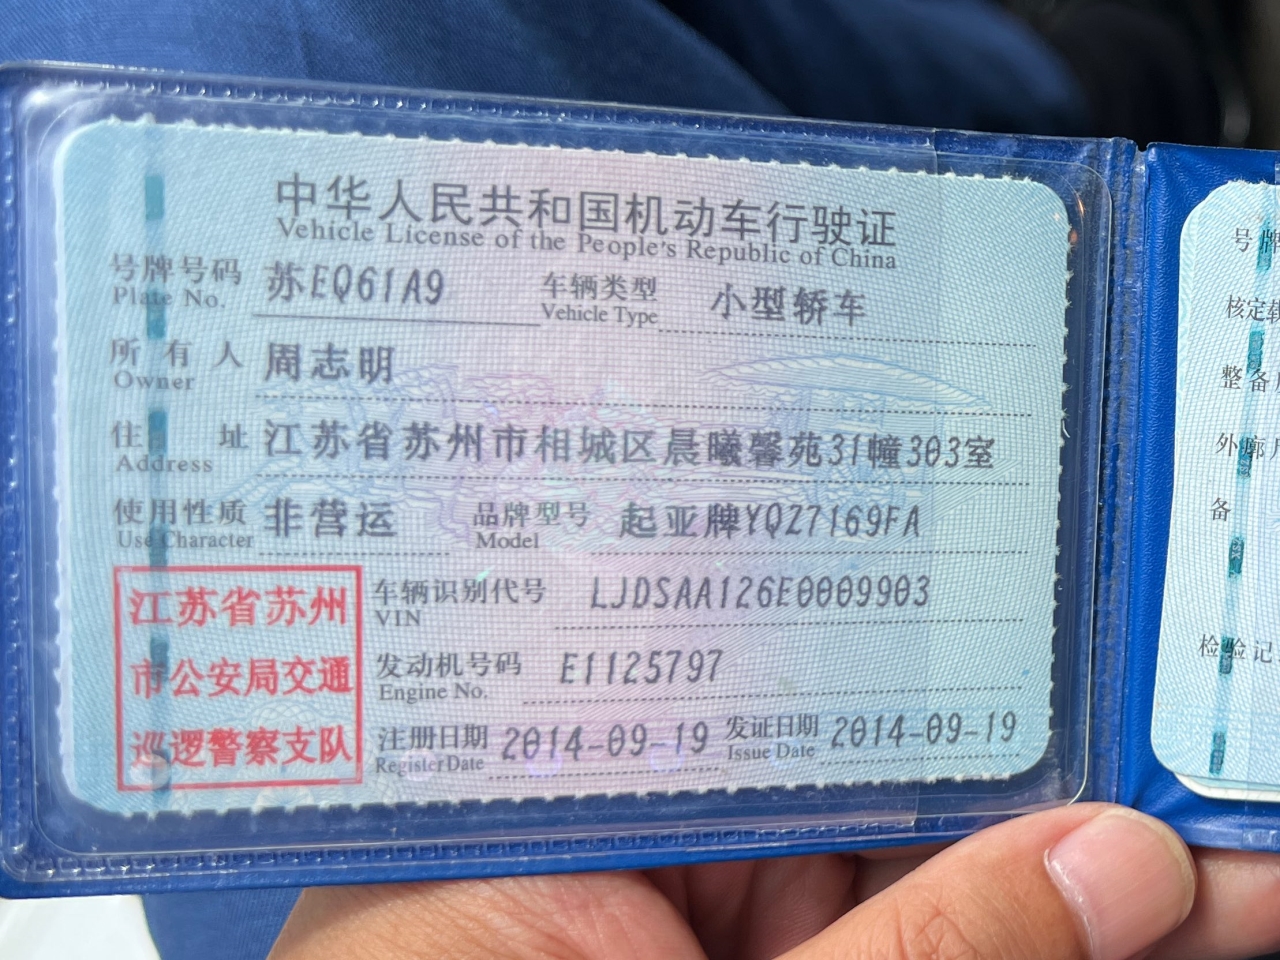 中华人民共和国机动车行驶证
Vehicle License of the People's Republic of China
号牌号码 苏EQ61A9 车辆类型 小型轿车
Plate No. Vehicle Type
所有人 周志明
Owner
住址 江苏省苏州市相城区晨曦馨苑31幢303室
Address
使用性质 非营运 品牌型号 起亚牌YQZ7169FA
Use Character Model
车辆识别代号 LJDSAA126E0009903
VIN
发动机号码 E1125797
Engine No.
注册日期 2014-09-19 发证日期 2014-09-19
Register Date Issue Date
江苏省苏州
市公安局交通
巡逻警察支队
号牌
核定载
整备
外廓
备
检验记